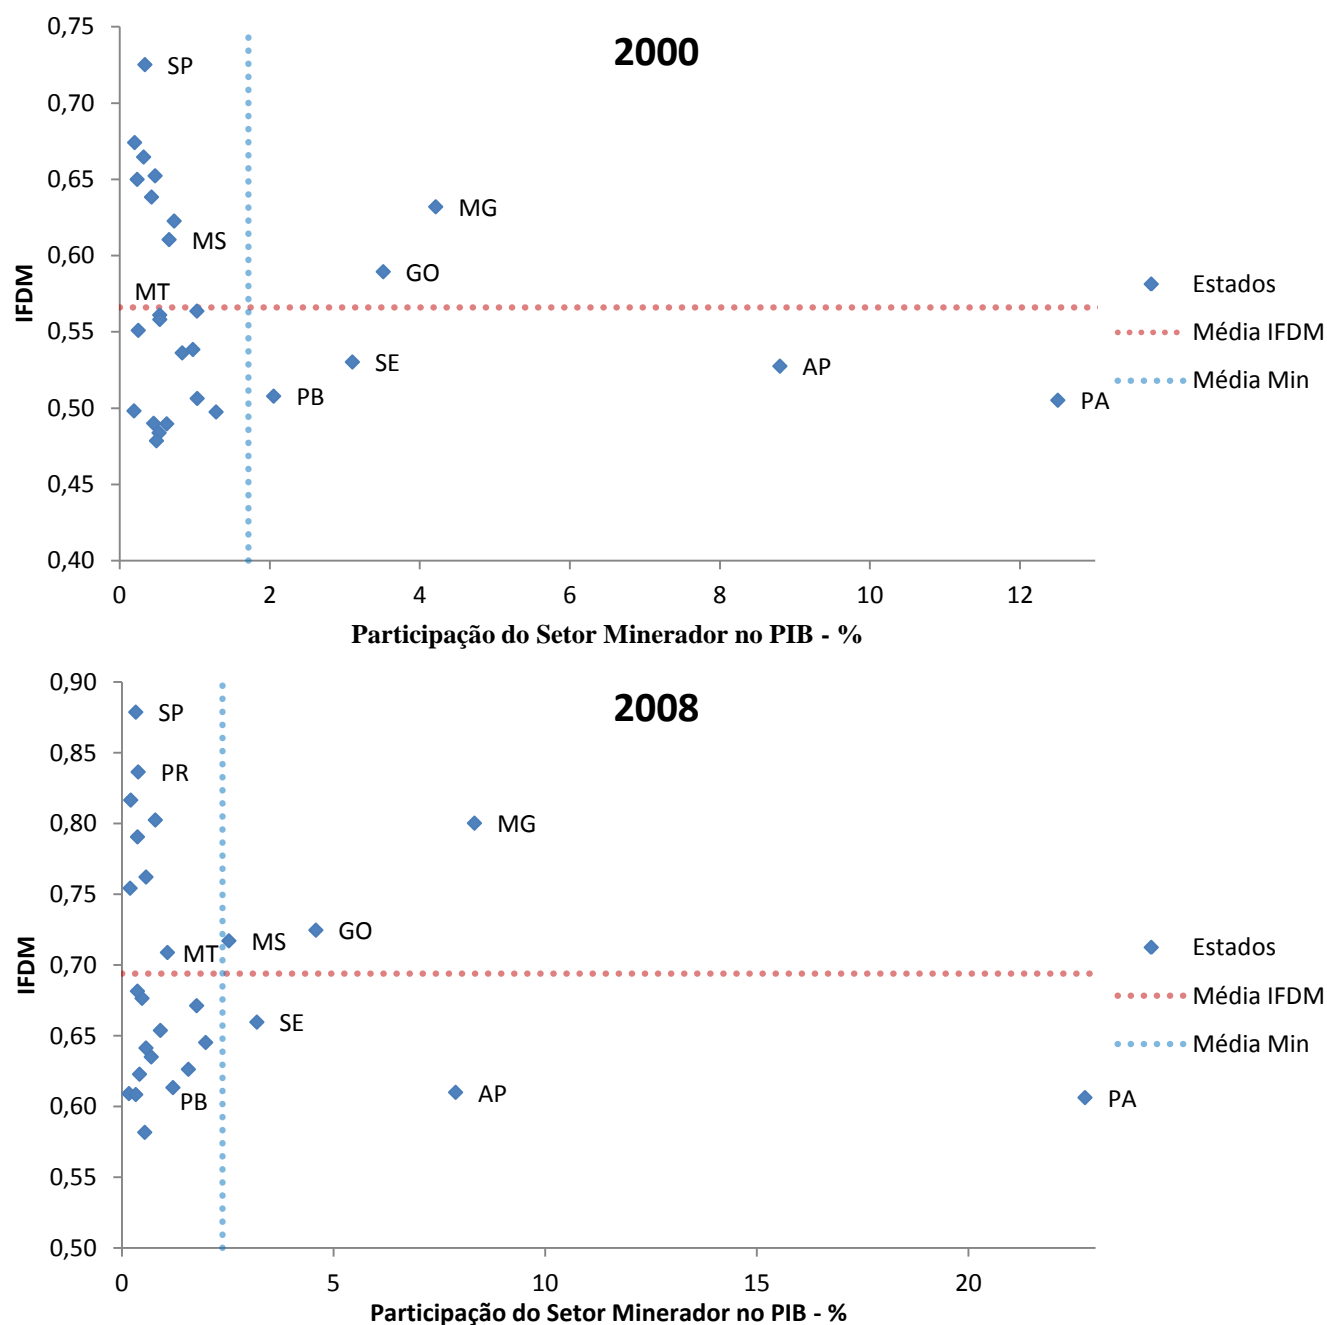 2000
0,75
0,70
0,65
0,60
0,55
0,50
0,45
0,40
IFDM
SP
MS
MT
MG
GO
SE
PB
AP
PA
Estados
Média IFDM
Média Min
0 2 4 6 8 10 12
Participação do Setor Minerador no PIB - %
2008
0,90
0,85
0,80
0,75
0,70
0,65
0,60
0,55
0,50
IFDM
SP
PR
MG
GO
MS
MT
SE
PB
AP
PA
Estados
Média IFDM
Média Min
0 5 10 15 20
Participação do Setor Minerador no PIB - %